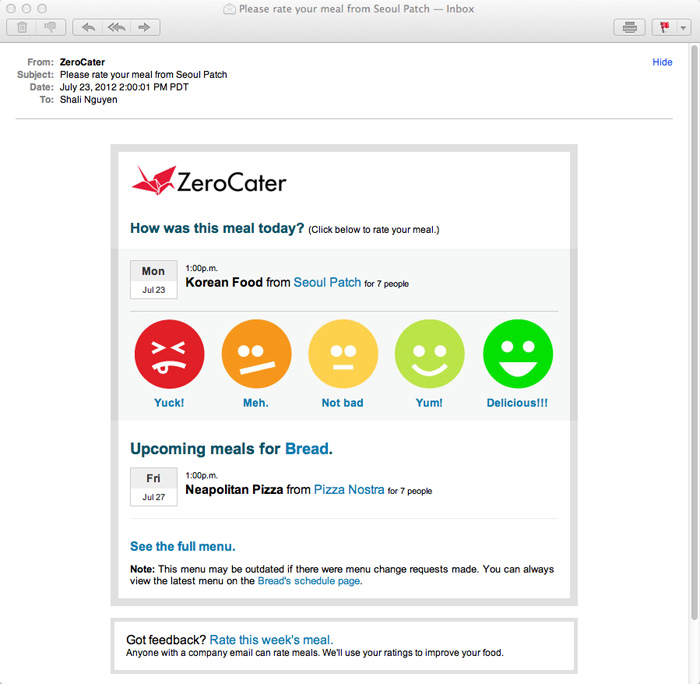 Please rate your meal from Seoul Patch — Inbox
From: ZeroCater
Hide
Subject: Please rate your meal from Seoul Patch
Date: July 23, 2012 2:00:01 PM PDT
To: Shali Nguyen
ZeroCater
How was this meal today? (Click below to rate your meal.)
Mon
Jul 23
1:00p.m.
Korean Food from Seoul Patch for 7 people
Yuck! Meh. Not bad Yum! Delicious!!!
Upcoming meals for Bread.
Fri
Jul 27
1:00p.m.
Neapolitan Pizza from Pizza Nostra for 7 people
See the full menu.
Note: This menu may be outdated if there were menu change requests made. You can always
view the latest menu on the Bread's schedule page.
Got feedback? Rate this week's meal.
Anyone with a company email can rate meals. We'll use your ratings to improve your food.